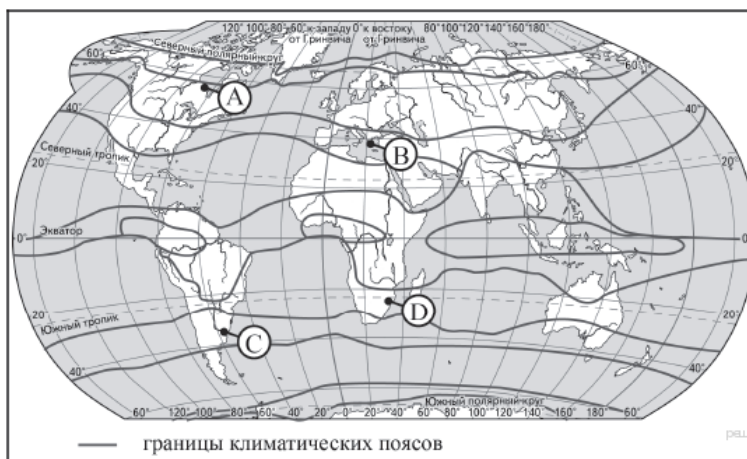 120° 100° 80° 60° к западу 0° к востоку 80° 100° 120° 140° 160° 180°
от Гринвича от Гринвича
Северный полярный круг
60° 60°
A
40° 40°
B
Северный тропик
20° 20°
Экватор
0° 0°
D
20° 20°
Южный тропик
C
40° 40°
Южный полярный круг
60° 120° 100° 80° 60° 40° 20° 0° 20° 40° 60° 80° 100° 120° 140° 160° 180° 60°
границы климатических поясов